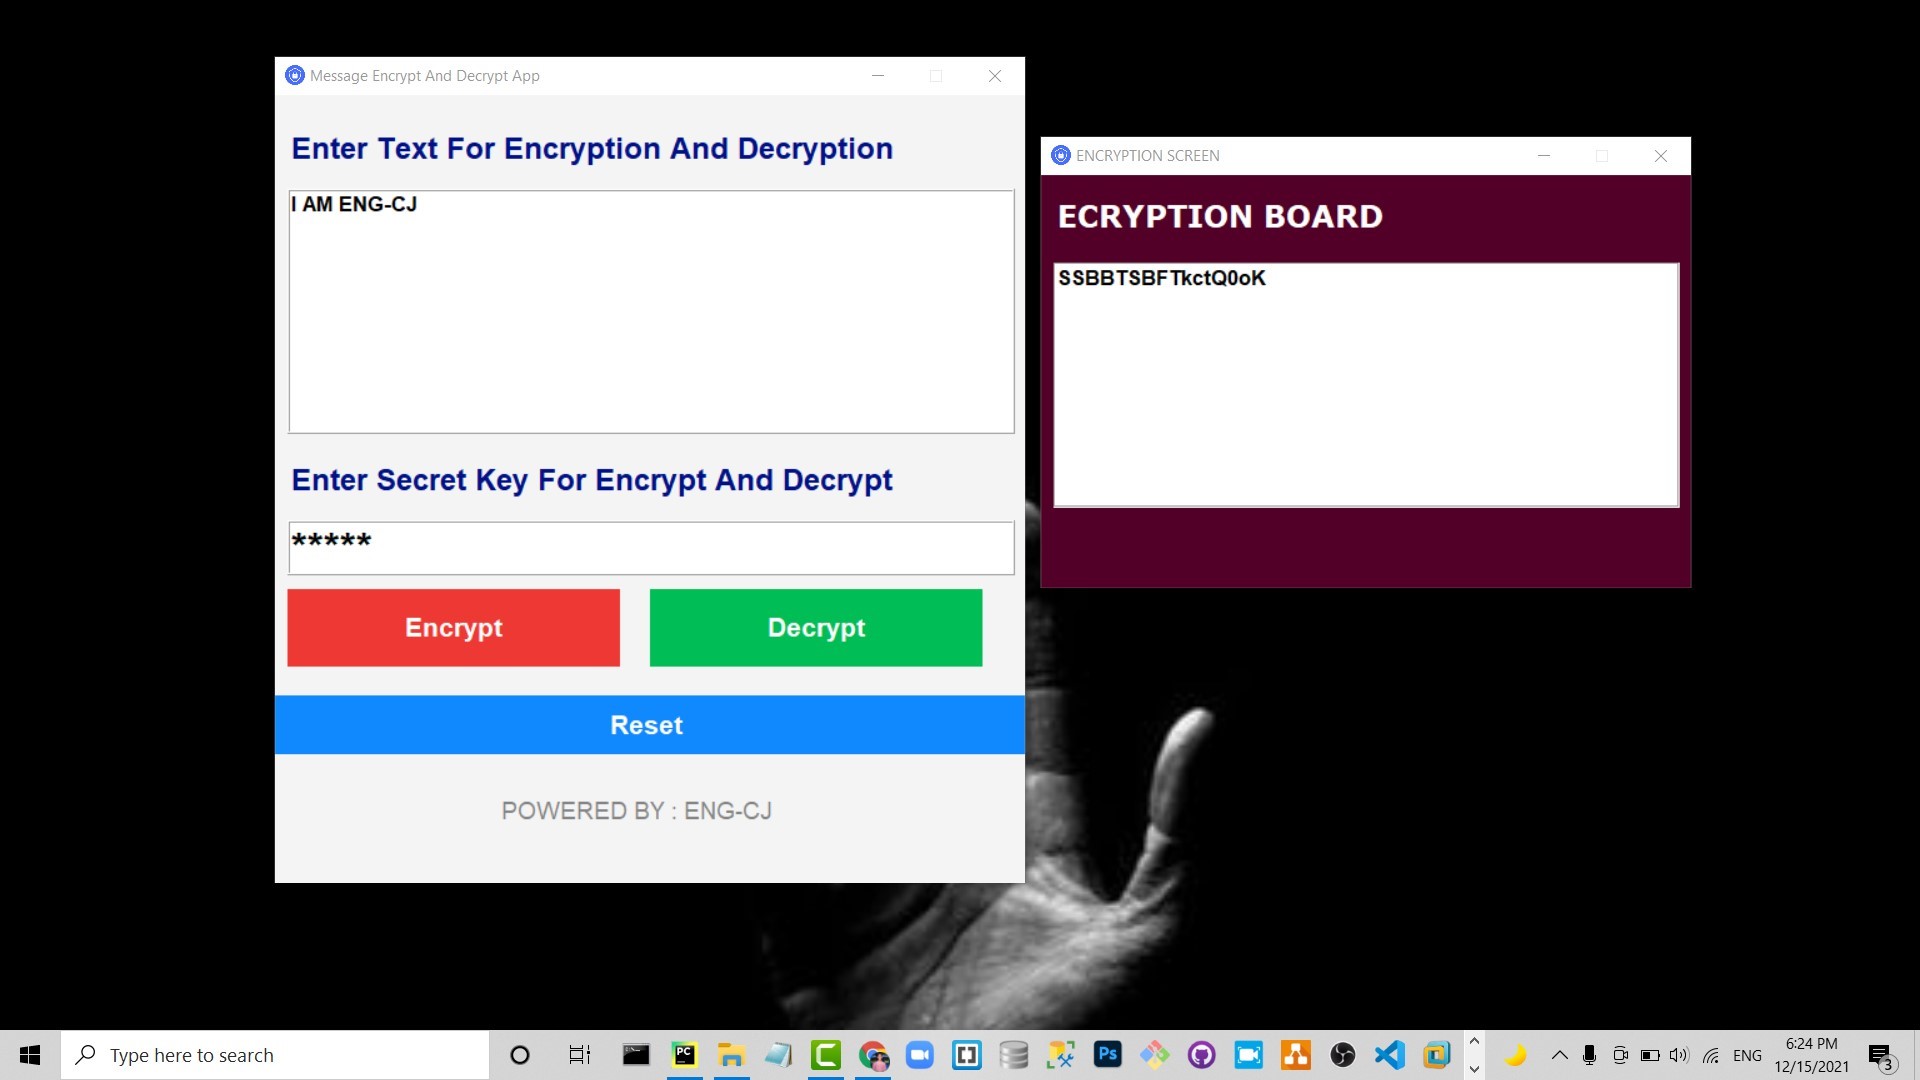 Message Encrypt And Decrypt App
Enter Text For Encryption And Decryption
I AM ENG-CJ
Enter Secret Key For Encrypt And Decrypt
*****
Encrypt
Decrypt
Reset
POWERED BY : ENG-CJ
ENCRYPTION SCREEN
ECRYPTION BOARD
SSBBTSBFTkctQ0oK
Type here to search
PC
Ps
ENG
6:24 PM
12/15/2021
3